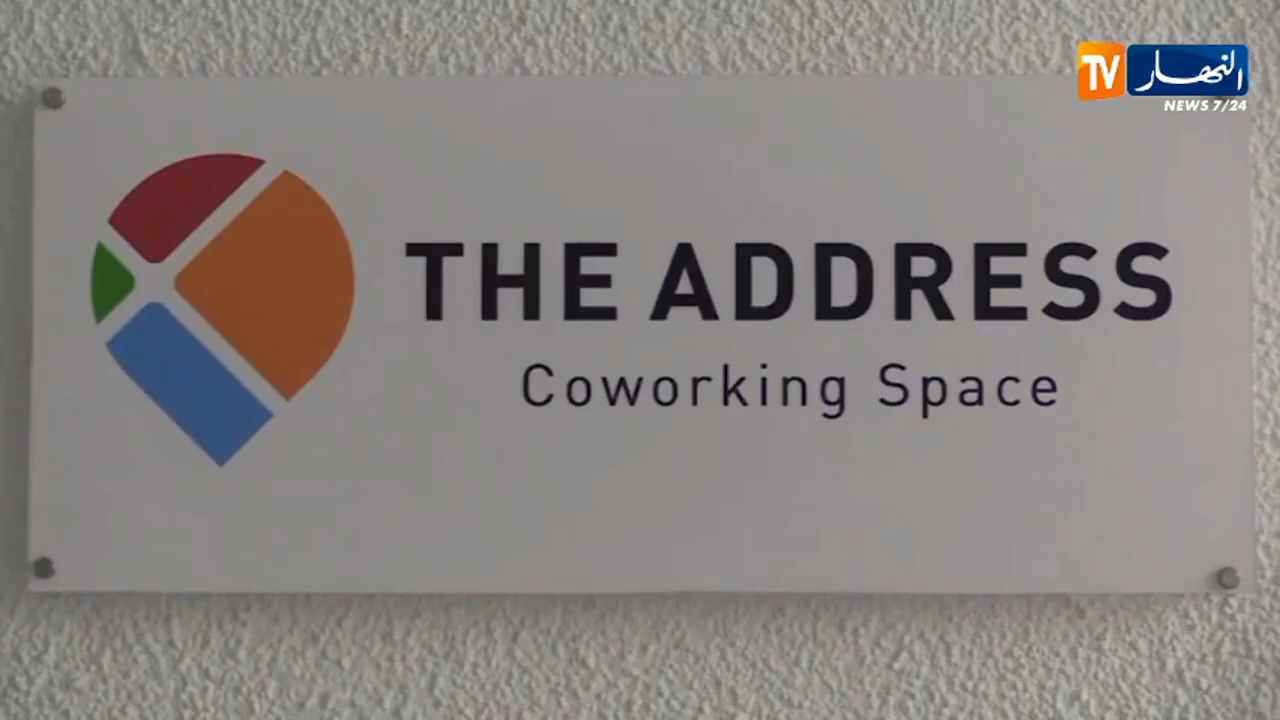 TV النهار
NEWS 7/24
THE ADDRESS
Coworking Space